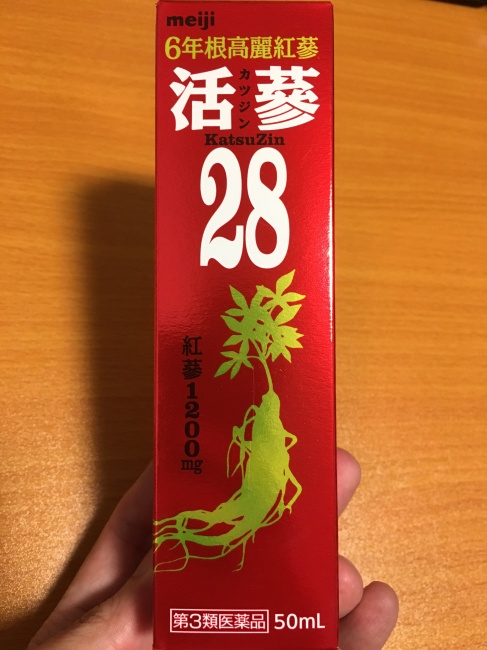 meiji
6年根高麗紅蔘
活蔘
カツジン
KatsuZin
28
紅蔘1200mg
第3類医薬品 50mL